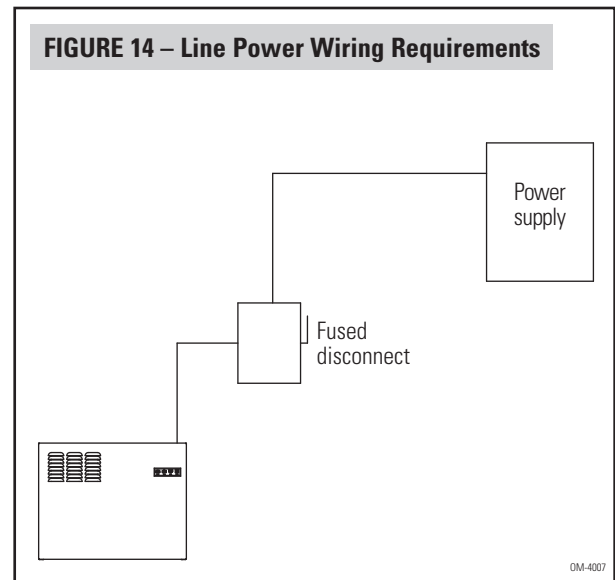 FIGURE 14 – Line Power Wiring Requirements
Power
supply
Fused
disconnect
OM-4007